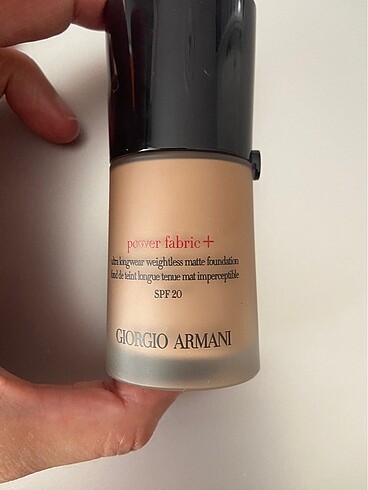 power fabric+
ultra longwear weightless matte foundation
fond de teint longue tenue mat imperceptible
SPF 20
GIORGIO ARMANI